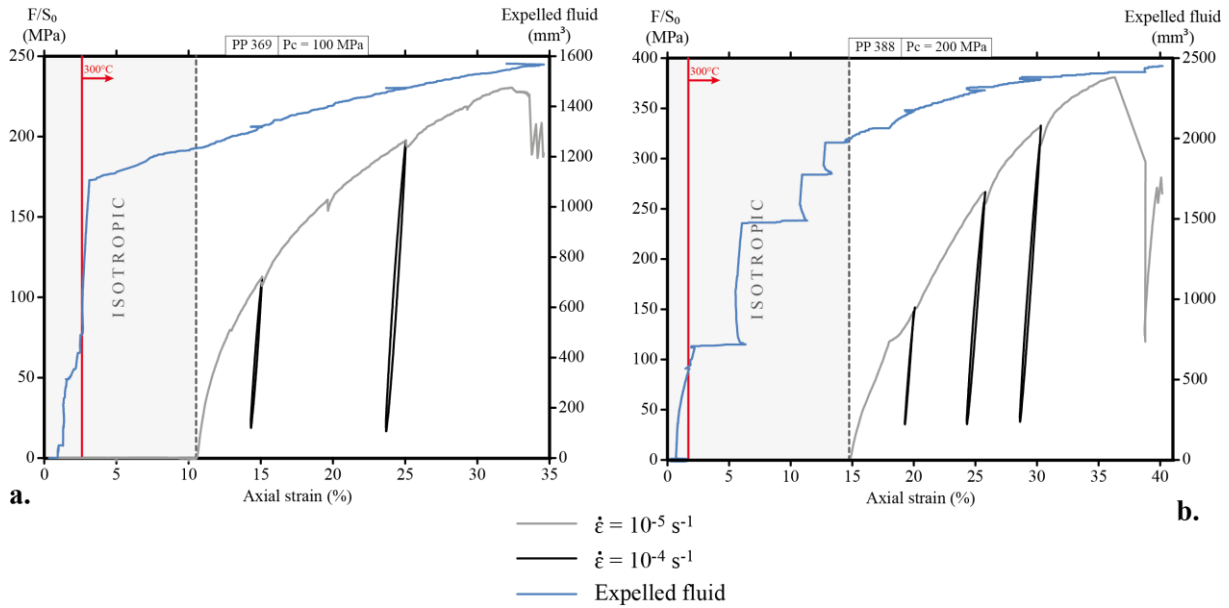 F/S₀
(MPa)
PP 369 Pc = 100 MPa
Expelled fluid
(mm³)
250
200
150
100
50
0
300°C
ISOTROPIC
1600
1400
1200
1000
800
600
400
200
0
0 5 10 15 20 25 30 35
Axial strain (%)
a.
F/S₀
(MPa)
PP 388 Pc = 200 MPa
Expelled fluid
(mm³)
400
350
300
250
200
150
100
50
0
300°C
ISOTROPIC
2500
2000
1500
1000
500
0
0 5 10 15 20 25 30 35 40
Axial strain (%)
b.
ε̇ = 10⁻⁵ s⁻¹
ε̇ = 10⁻⁴ s⁻¹
Expelled fluid